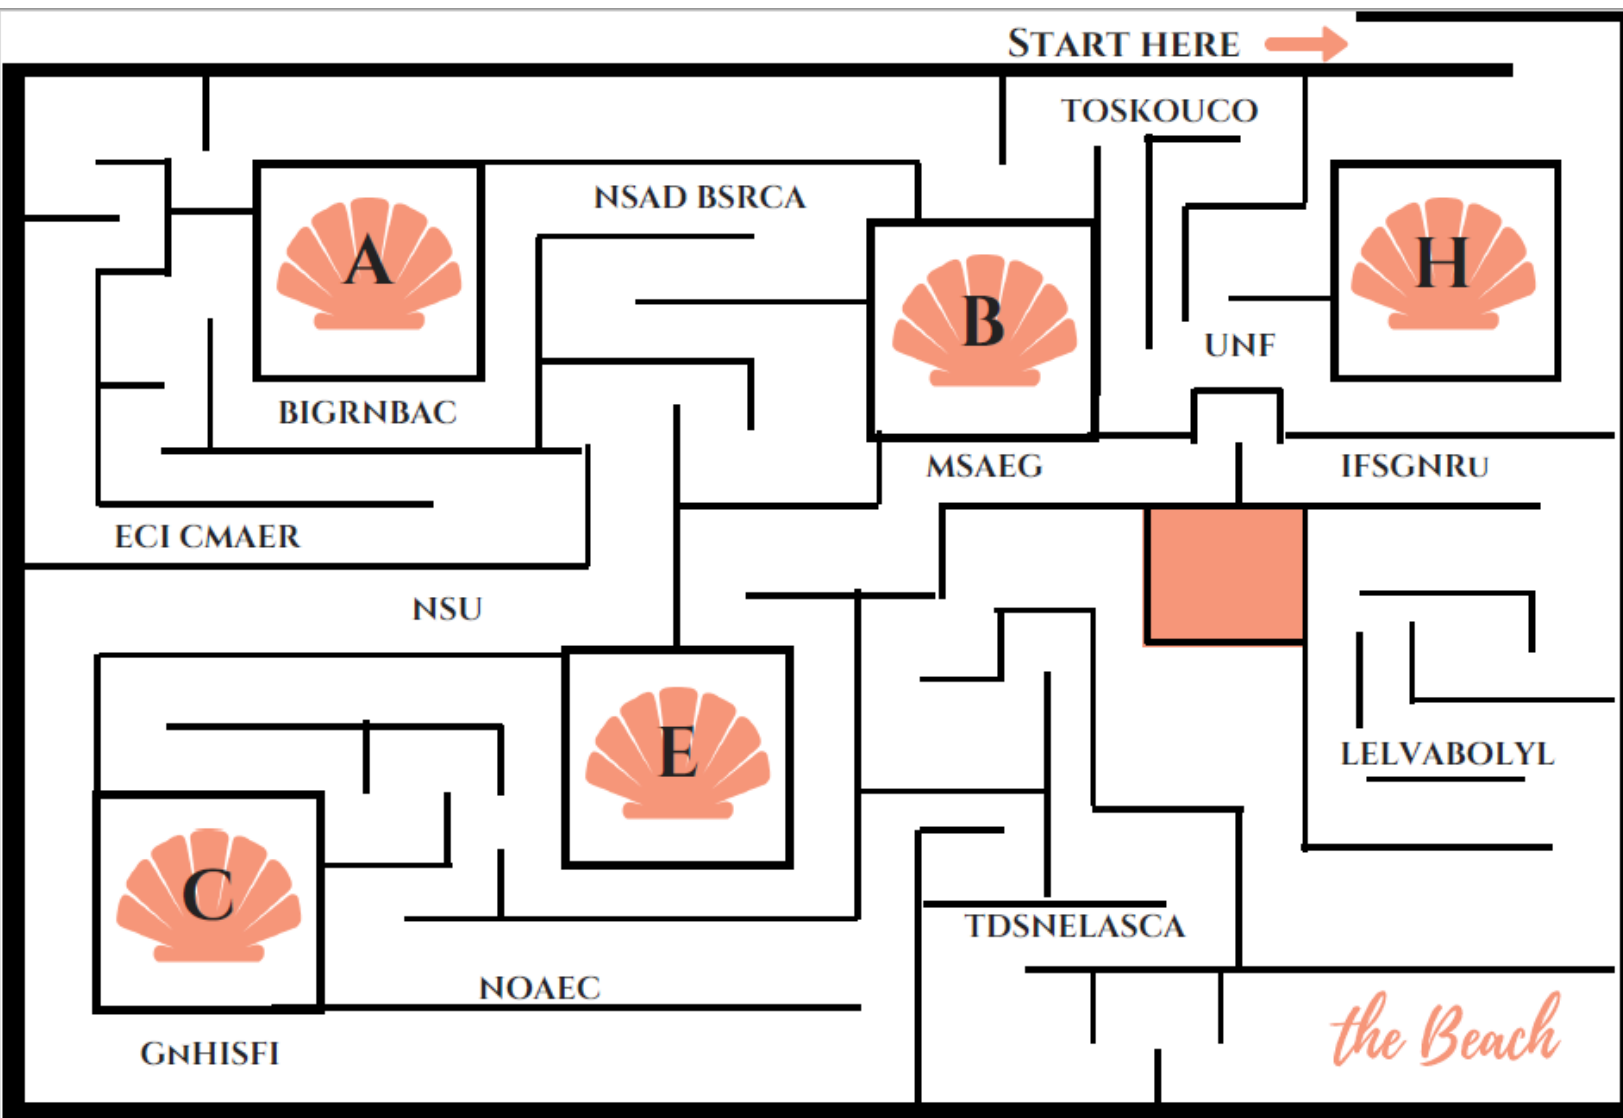 START HERE
TOSKOUCO
NSAD BSRCA
A
H
B
UNF
BIGRNBAC
MSAEG
IFSGNRu
ECI CMAER
NSU
E
LELVABOLYL
C
TDSNELASCA
NOAEC
the Beach
GnHISFI